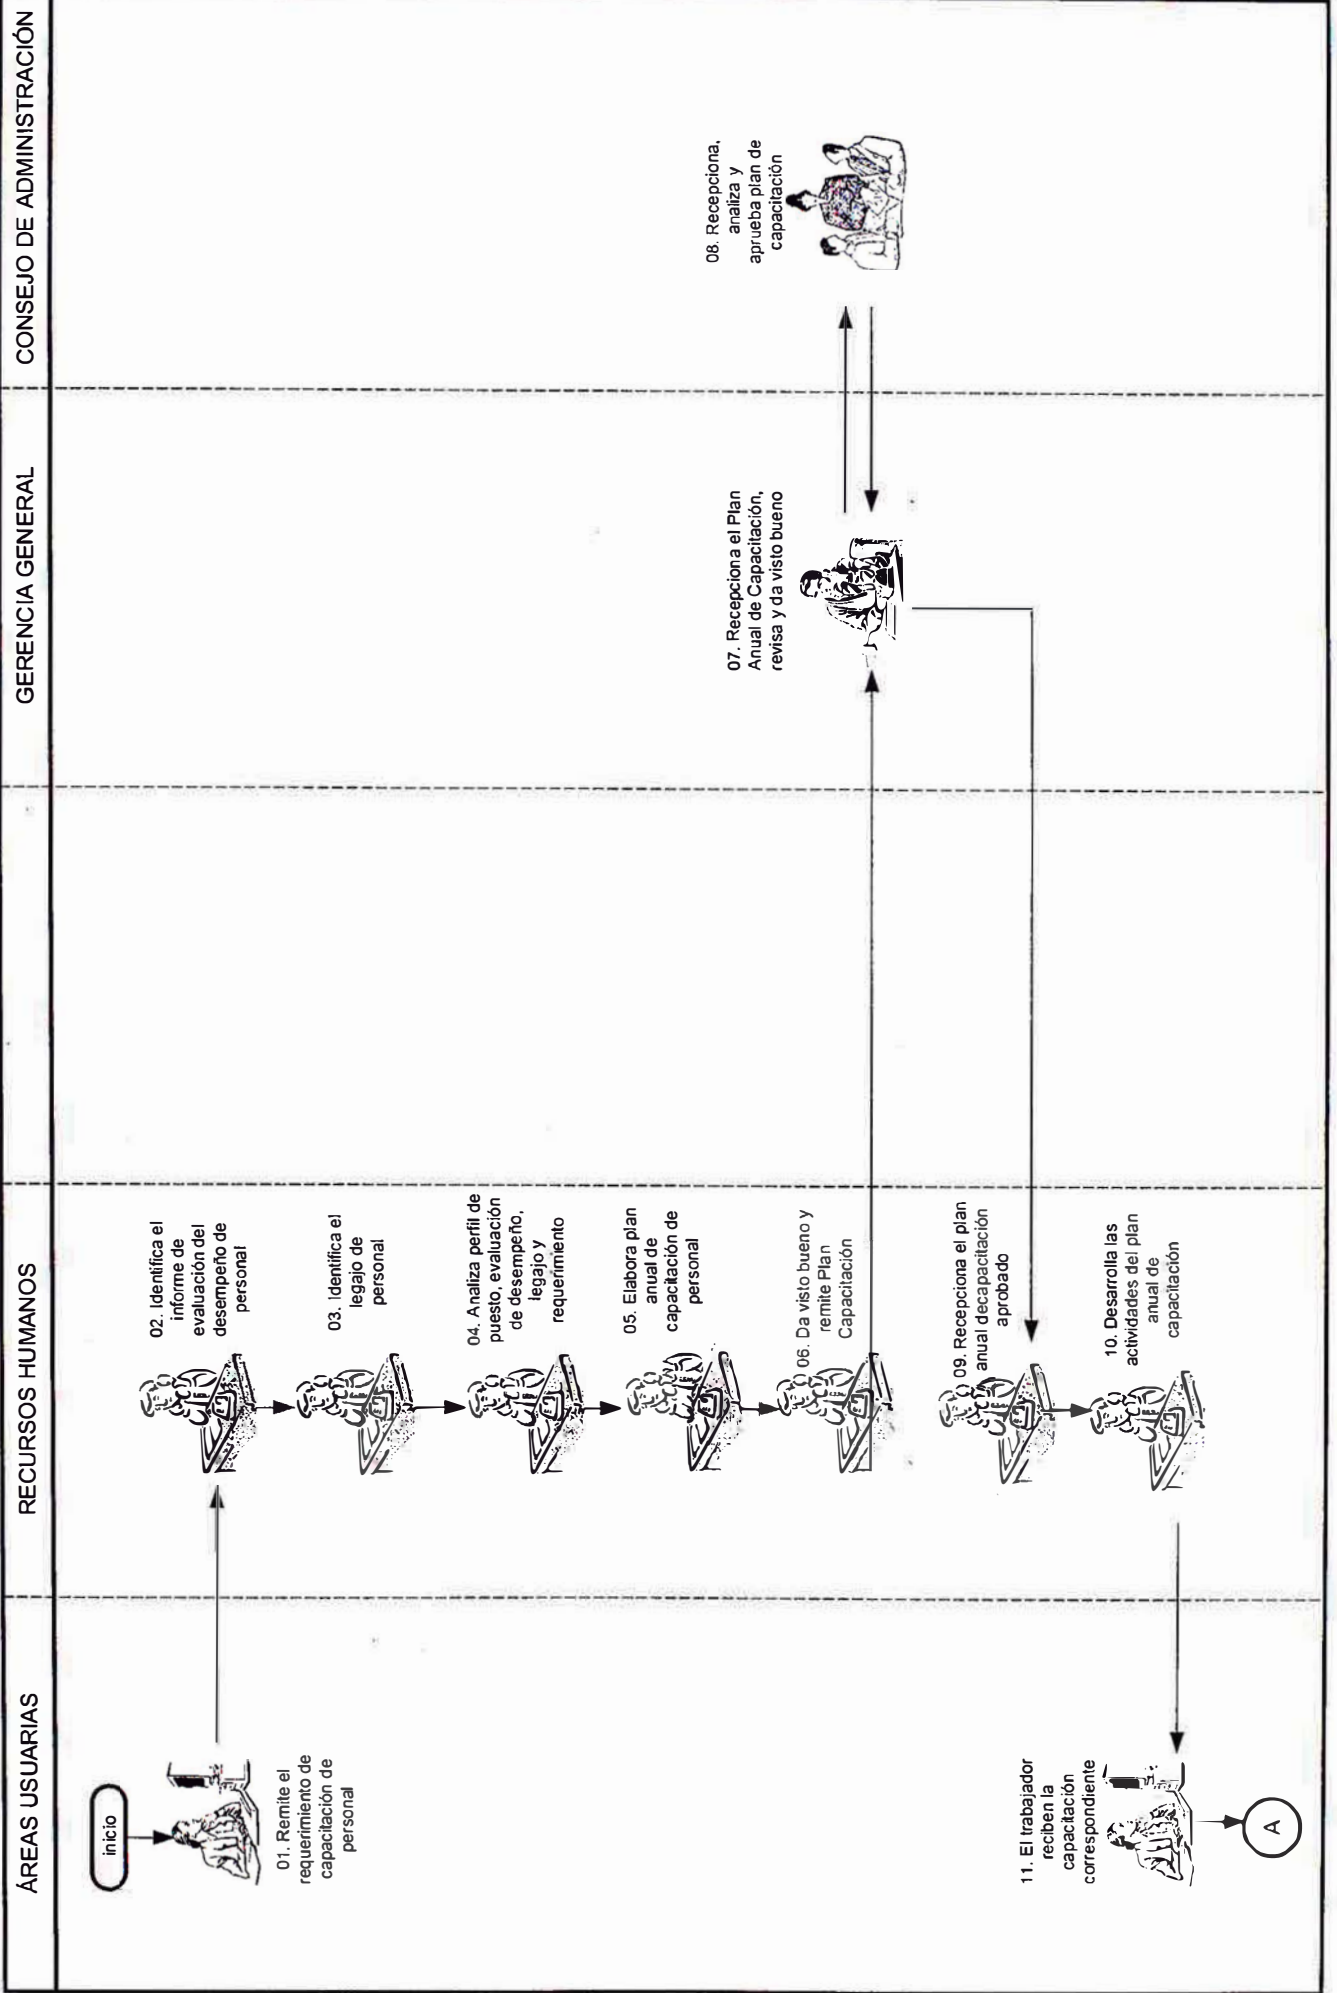 ÁREAS USUARIAS
RECURSOS HUMANOS
GERENCIA GENERAL
CONSEJO DE ADMINISTRACIÓN
inicio
01. Remite el
requerimiento de
capacitación de
personal
02. Identifica el
informe de
evaluación del
desempeño de
personal
03. Identifica el
legajo de
personal
04. Analiza perfil de
puesto, evaluación
de desempeño,
legajo y
requerimiento
05. Elabora plan
anual de
capacitación de
personal
06. Da visto bueno y
remite Plan
Capacitación
07. Recepciona el Plan
Anual de Capacitación,
revisa y da visto bueno
08. Recepciona,
analiza y
aprueba plan de
capacitación
09. Recepciona el plan
anual decapacitación
aprobado
10. Desarrolla las
actividades del plan
anual de
capacitación
11. El trabajador
reciben la
capacitación
correspondiente
A